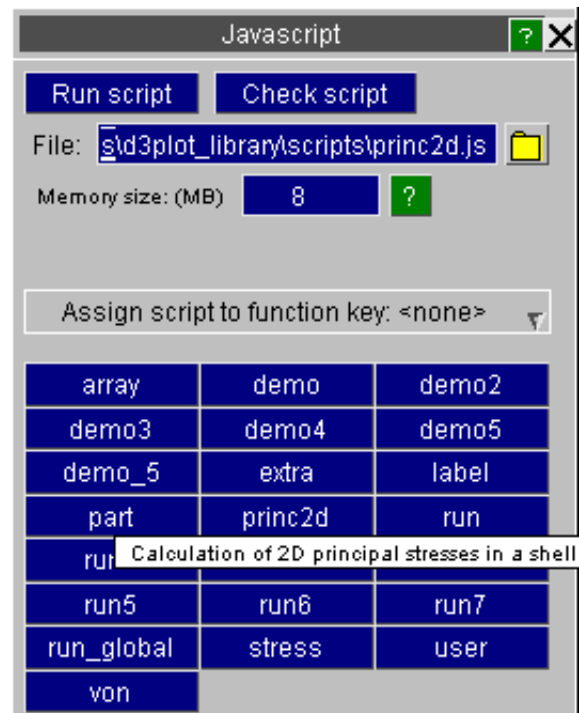 Javascript ?
Run script Check script
File: s\d3plot_library\scripts\princ2d.js
Memory size: (MB) 8 ?
Assign script to function key: <none>
array demo demo2
demo3 demo4 demo5
demo_5 extra label
part princ2d run
Calculation of 2D principal stresses in a shell
run5 run6 run7
run_global stress user
von